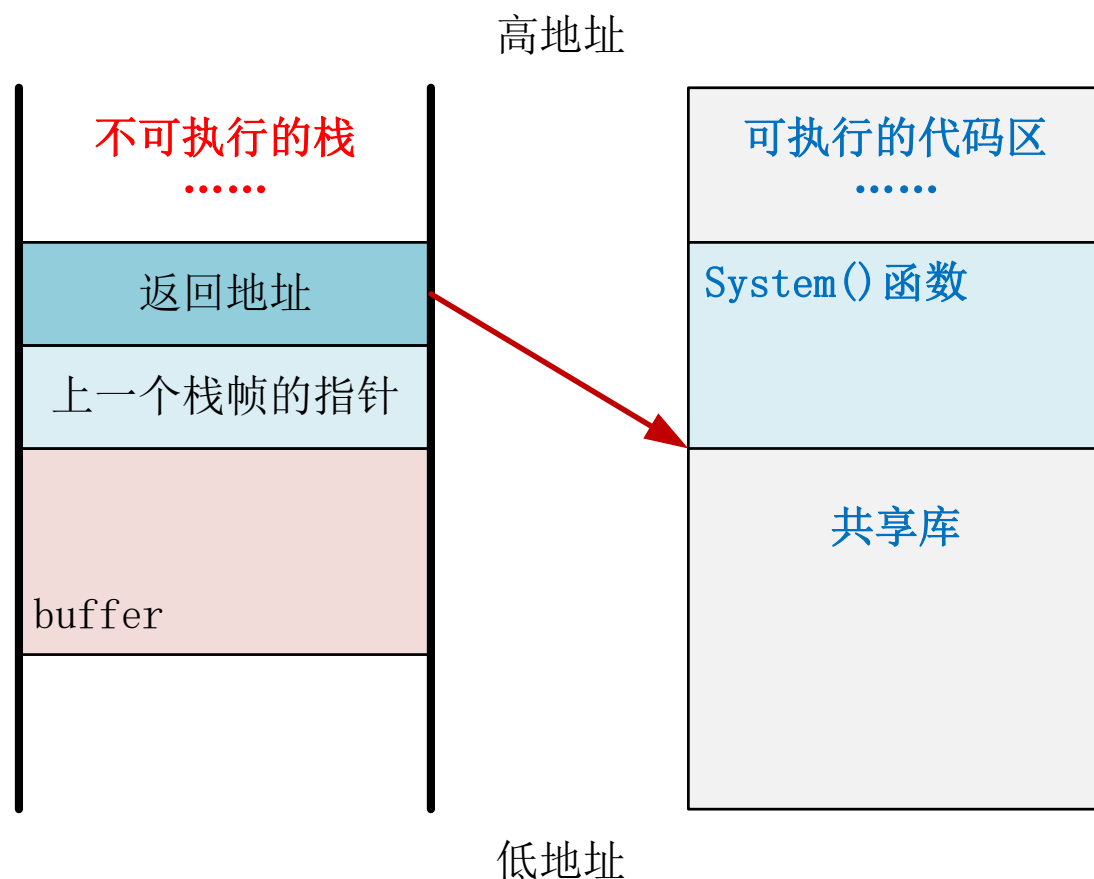 高地址
不可执行的栈
……
可执行的代码区
……
返回地址
System()函数
上一个栈帧的指针
共享库
buffer
低地址